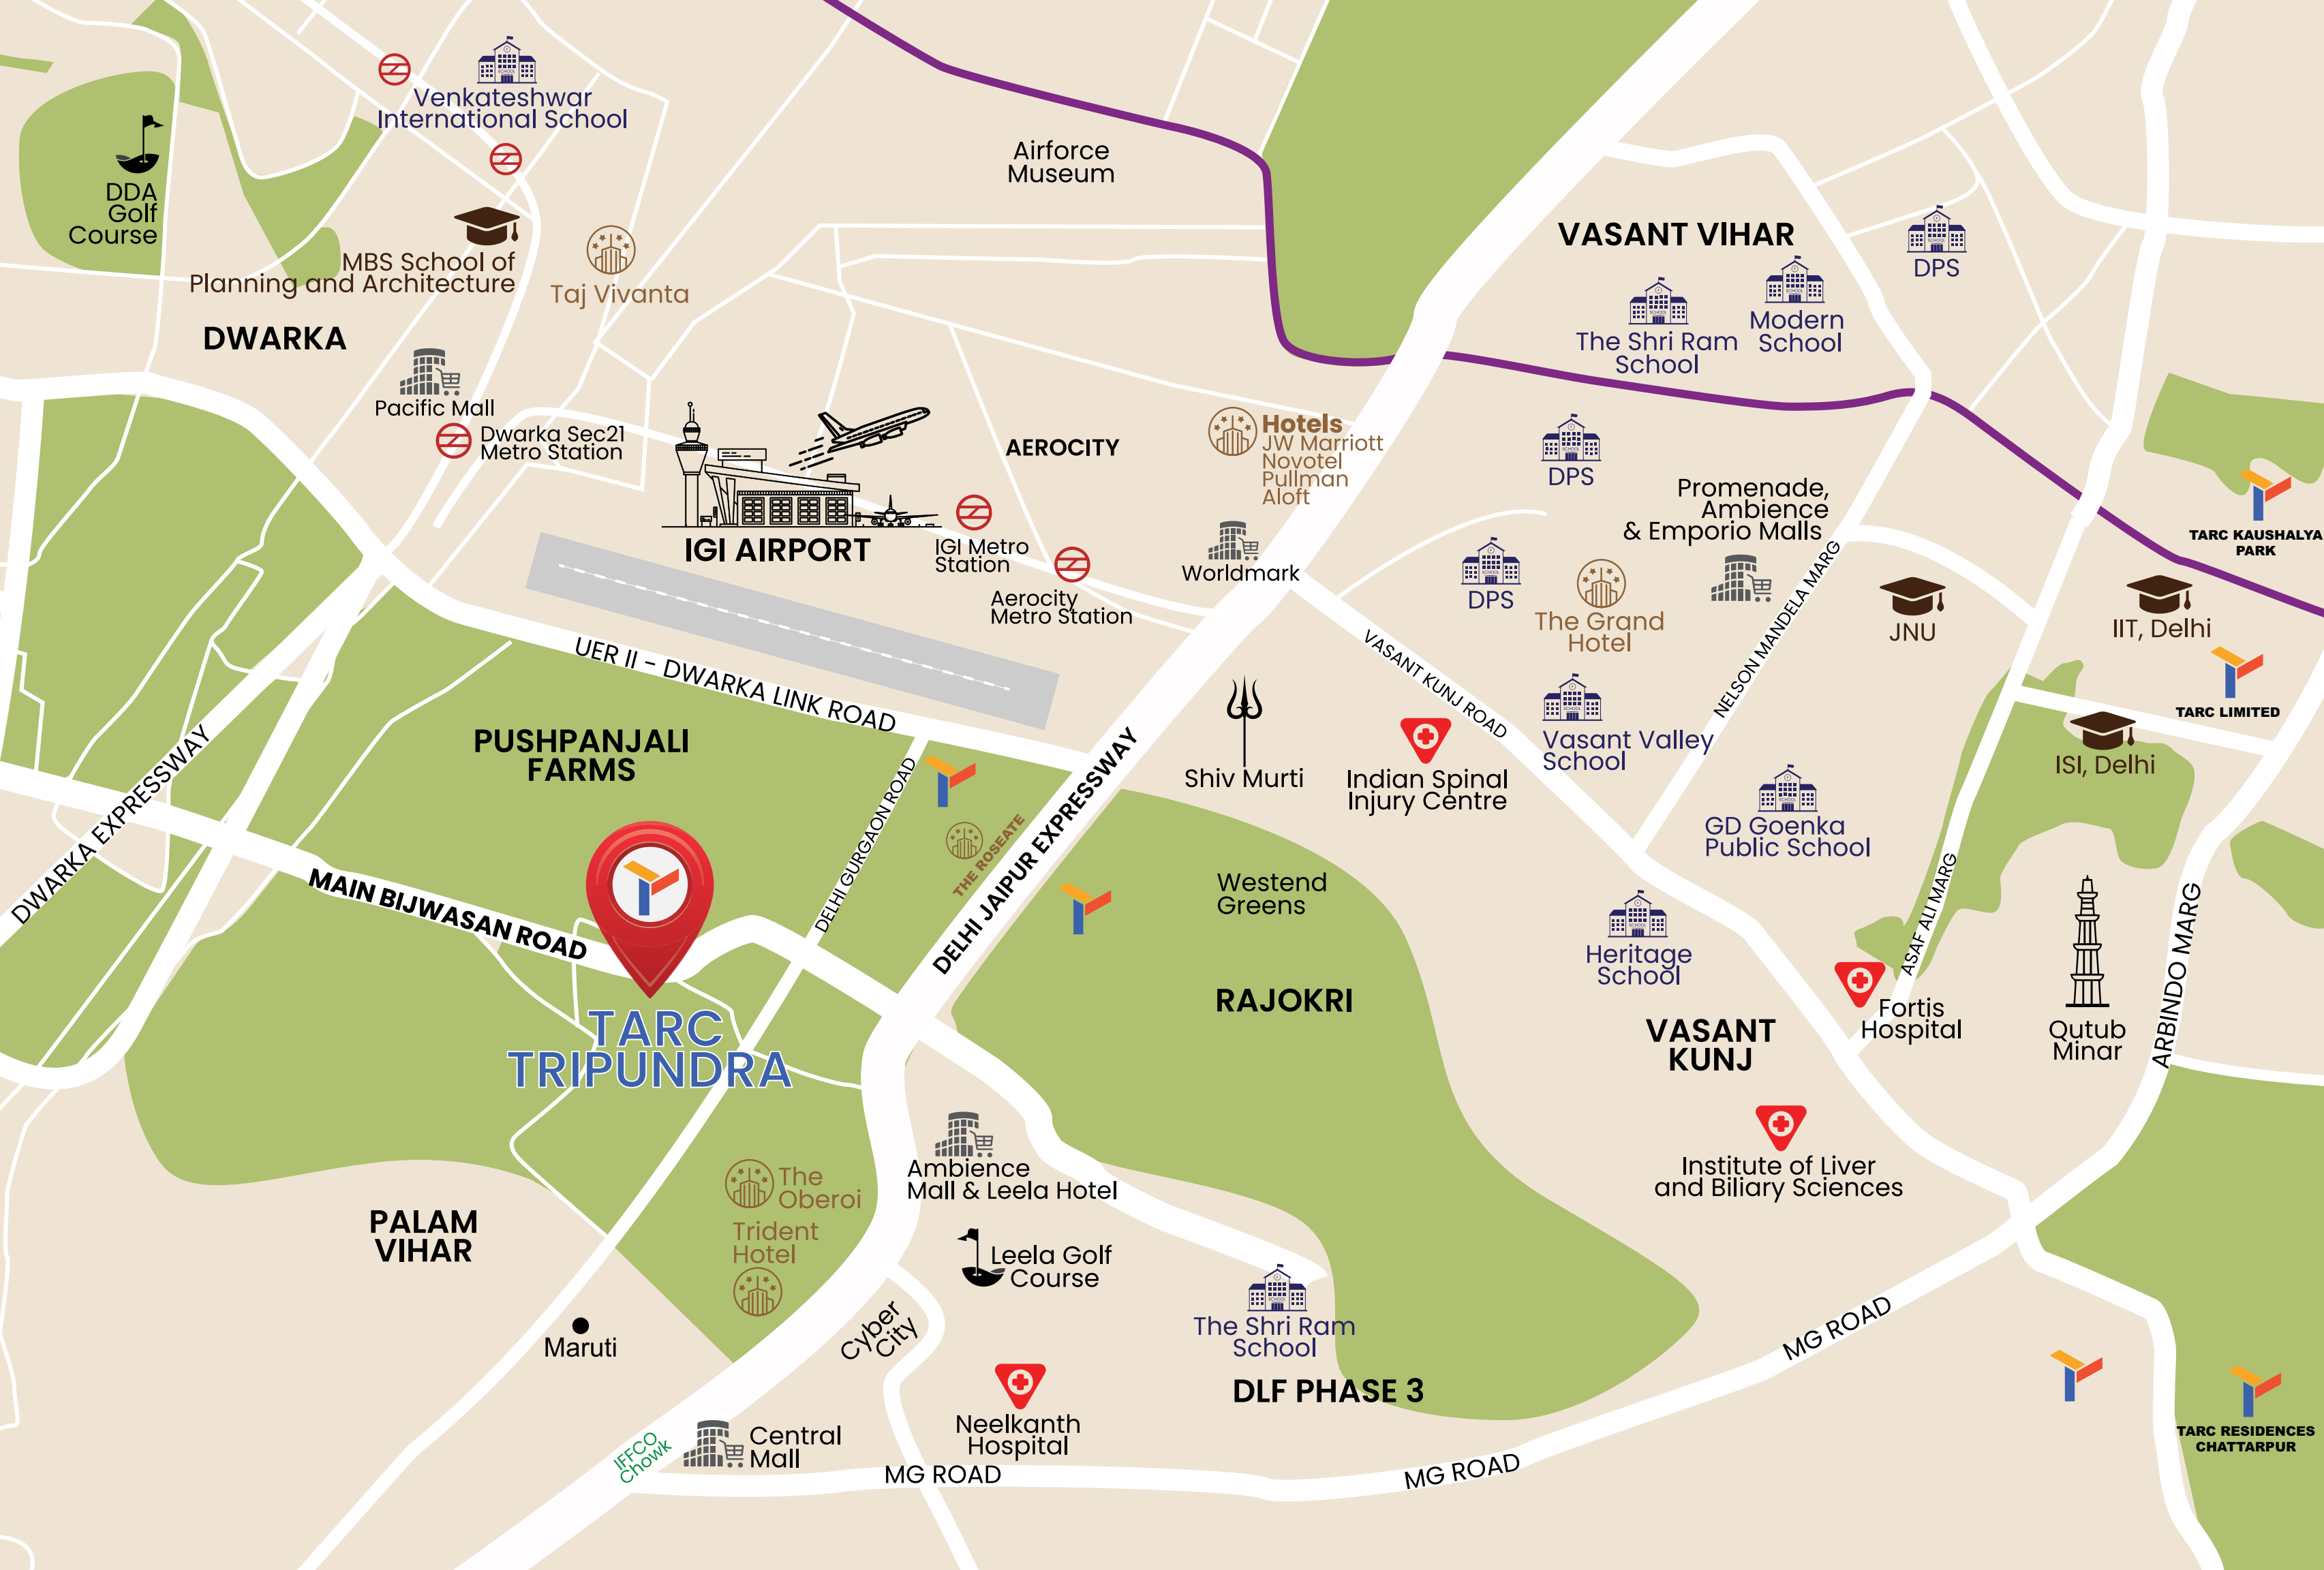 Venkateshwar
International School
DDA
Golf
Course
MBS School of
Planning and Architecture
Taj Vivanta
DWARKA
Pacific Mall
Dwarka Sec21
Metro Station
Airforce
Museum
IGI AIRPORT
AEROCITY
IGI Metro
Station
Aerocity
Metro Station
Hotels
JW Marriott
Novotel
Pullman
Aloft
Worldmark
VASANT VIHAR
The Shri Ram
School
Modern
School
DPS
DPS
DPS
Promenade,
Ambience
& Emporio Malls
The Grand
Hotel
NELSON MANDELA MARG
JNU
IIT, Delhi
TARC KAUSHALYA
PARK
TARC LIMITED
ISI, Delhi
UER II - DWARKA LINK ROAD
VASANT KUNJ ROAD
Vasant Valley
School
Shiv Murti
Indian Spinal
Injury Centre
GD Goenka
Public School
PUSHPANJALI
FARMS
DWARKA EXPRESSWAY
MAIN BIJWASAN ROAD
DELHI GURGAON ROAD
THE ROSEATE
DELHI JAIPUR EXPRESSWAY
Westend
Greens
RAJOKRI
Heritage
School
ASAF ALI MARG
Fortis
Hospital
Qutub
Minar
ARBINDO MARG
VASANT
KUNJ
TARC
TRIPUNDRA
Institute of Liver
and Biliary Sciences
PALAM
VIHAR
The
Oberoi
Trident
Hotel
Ambience
Mall & Leela Hotel
Leela Golf
Course
Maruti
Cyber
City
The Shri Ram
School
DLF PHASE 3
MG ROAD
Neelkanth
Hospital
IFFCO
Chowk
Central
Mall
MG ROAD
MG ROAD
TARC RESIDENCES
CHATTARPUR